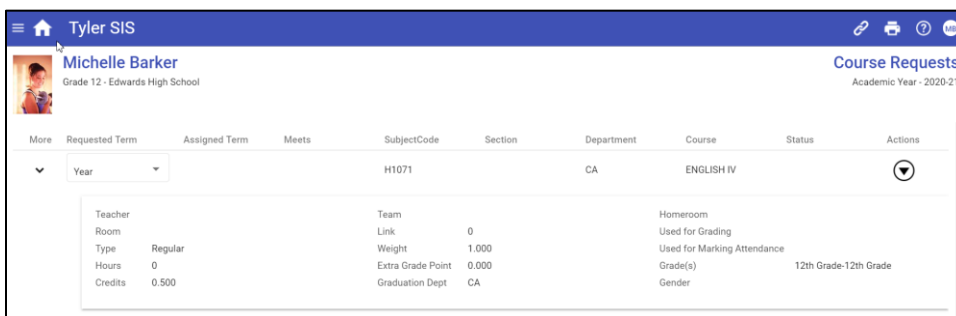 Tyler SIS
MB
Michelle Barker
Grade 12 - Edwards High School
Course Requests
Academic Year - 2020-21
More Requested Term Assigned Term Meets SubjectCode Section Department Course Status Actions
Year H1071 CA ENGLISH IV
Teacher Team Homeroom
Room Link 0 Used for Grading
Type Regular Weight 1.000 Used for Marking Attendance
Hours 0 Extra Grade Point 0.000 Grade(s) 12th Grade-12th Grade
Credits 0.500 Graduation Dept CA Gender